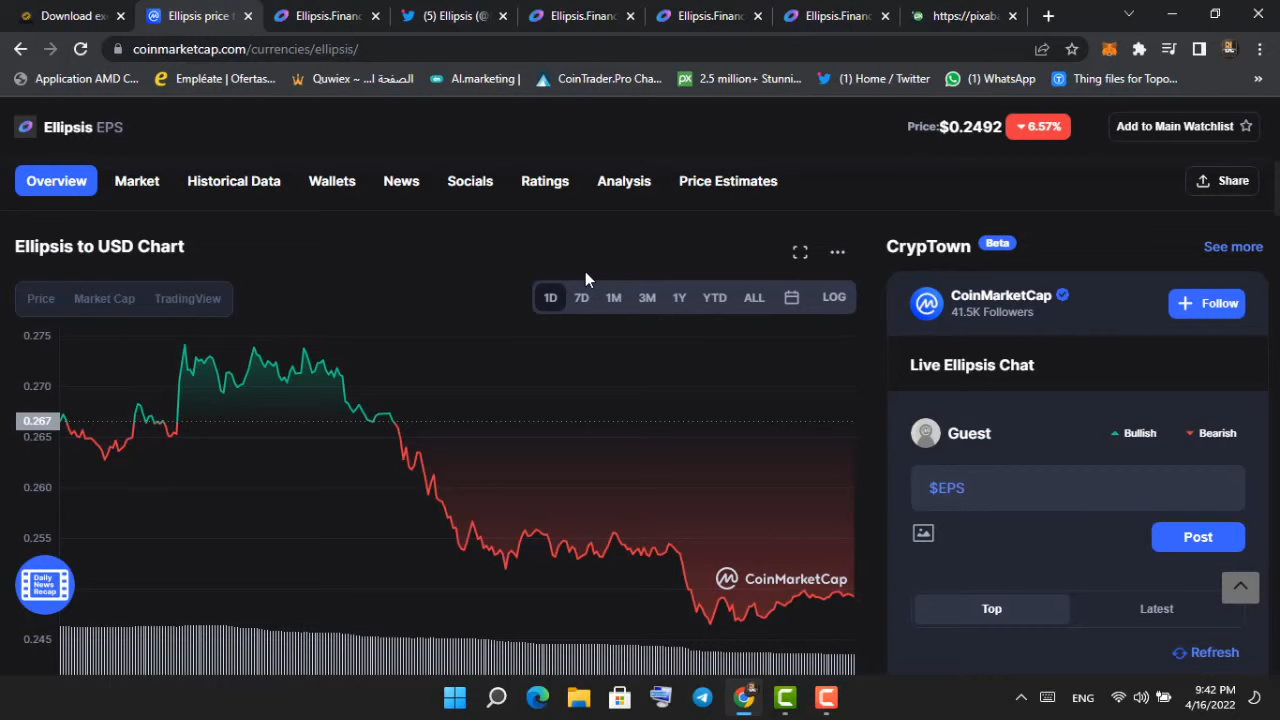 Download exo
Ellipsis price t
Ellipsis.Financ
(5) Ellipsis (@
Ellipsis.Financ
Ellipsis.Financ
Ellipsis.Financ
https://pixaba
coinmarketcap.com/currencies/ellipsis/
Application AMD C...
Empléate | Ofertas...
Quwiex ~ الصفحة ا...
AI.marketing |
CoinTrader.Pro Cha...
px
2.5 million+ Stunni...
(1) Home / Twitter
(1) WhatsApp
Thing files for Topo...
»
Ellipsis EPS
Price: $0.2492
6.57%
Add to Main Watchlist
Overview
Market
Historical Data
Wallets
News
Socials
Ratings
Analysis
Price Estimates
Share
Ellipsis to USD Chart
Price
Market Cap
TradingView
1D
7D
1M
3M
1Y
YTD
ALL
LOG
0.275
0.270
0.267
0.265
0.260
0.255
0.245
CoinMarketCap
Daily
News
Recap
CrypTown
Beta
See more
CoinMarketCap
41.5K Followers
+ Follow
Live Ellipsis Chat
Guest
Bullish
Bearish
$EPS
Post
Top
Latest
Refresh
ENG
9:42 PM
4/16/2022